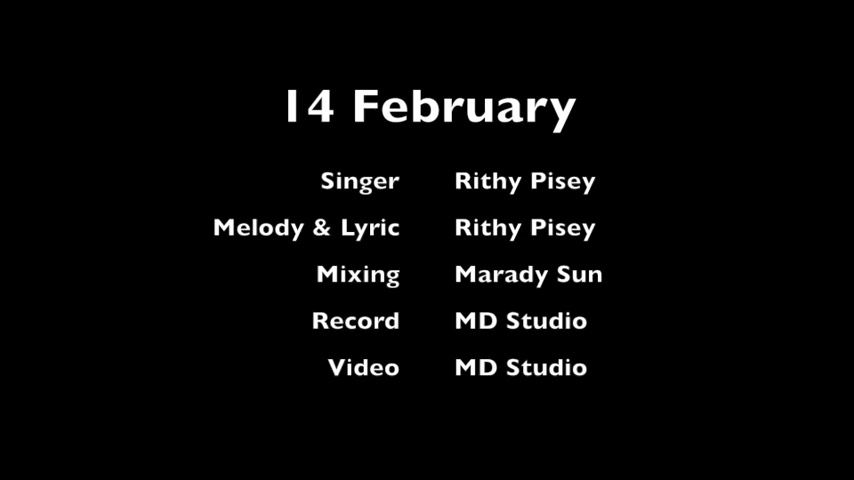 14 February
Singer Rithy Pisey
Melody & Lyric Rithy Pisey
Mixing Marady Sun
Record MD Studio
Video MD Studio